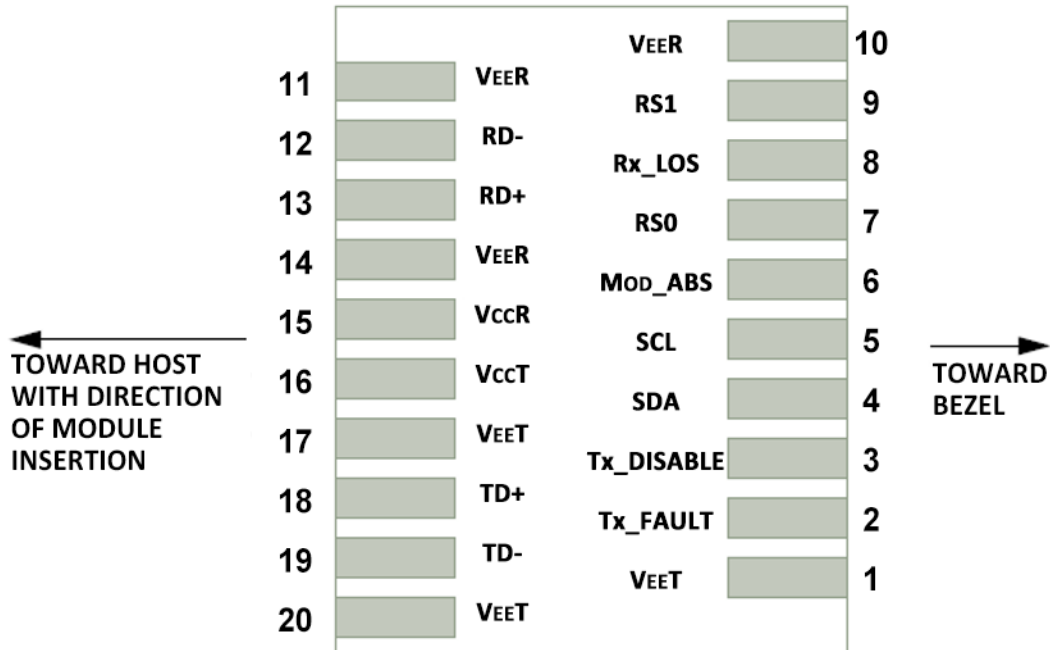 VEER 10
11 VEER
RS1 9
12 RD-
Rx_LOS 8
13 RD+
RS0 7
14 VEER
MOD_ABS 6
15 VCCR
SCL 5
16 VCCT
SDA 4
17 VEET
Tx_DISABLE 3
18 TD+
Tx_FAULT 2
19 TD-
VEET 1
20 VEET
TOWARD HOST
WITH DIRECTION
OF MODULE
INSERTION
TOWARD
BEZEL